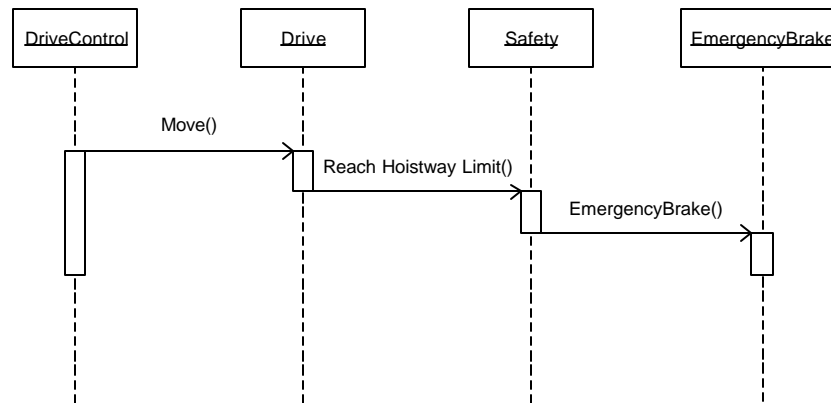 DriveControl
Drive
Safety
EmergencyBrake
Move()
Reach Hoistway Limit()
EmergencyBrake()